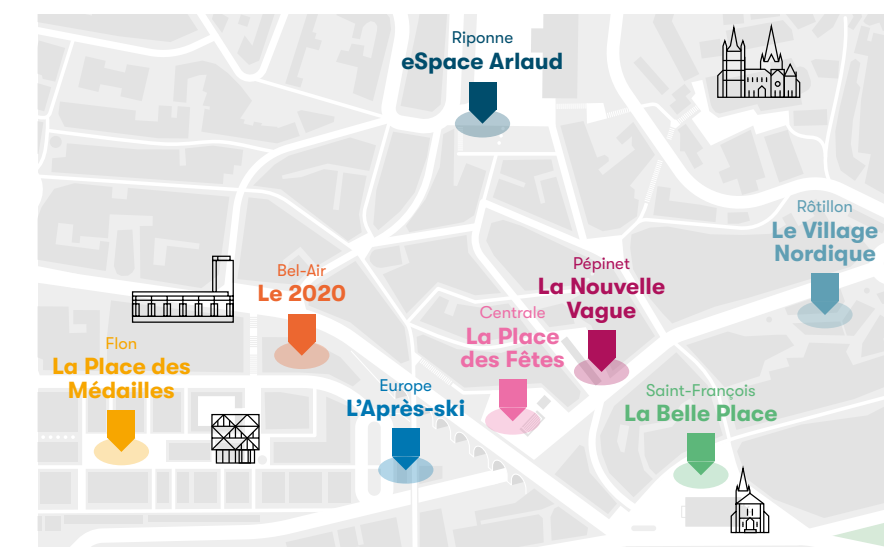 Riponne
eSpace Arlaud
Rôtillon
Le Village
Nordique
Bel-Air
Le 2020
Pépinet
La Nouvelle
Vague
Centrale
La Place
des Fêtes
Flon
La Place des
Médailles
Europe
L'Après-ski
Saint-François
La Belle Place